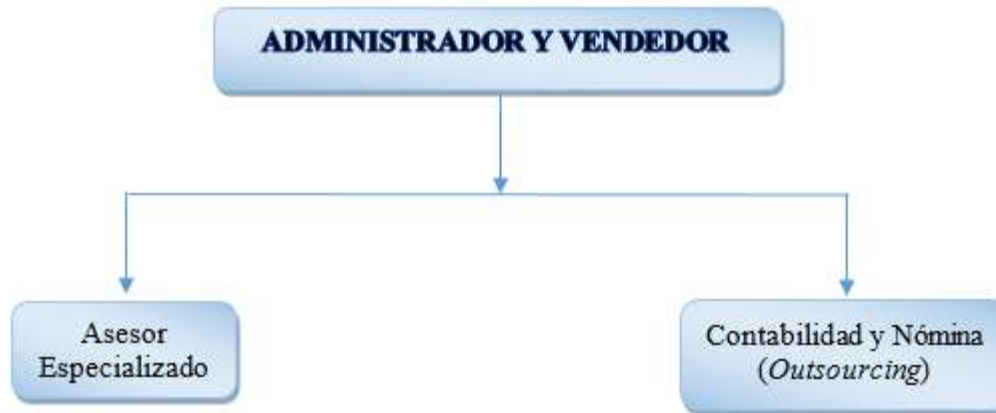 ADMINISTRADOR Y VENDEDOR
Asesor
Especializado
Contabilidad y Nómina
(Outsourcing)